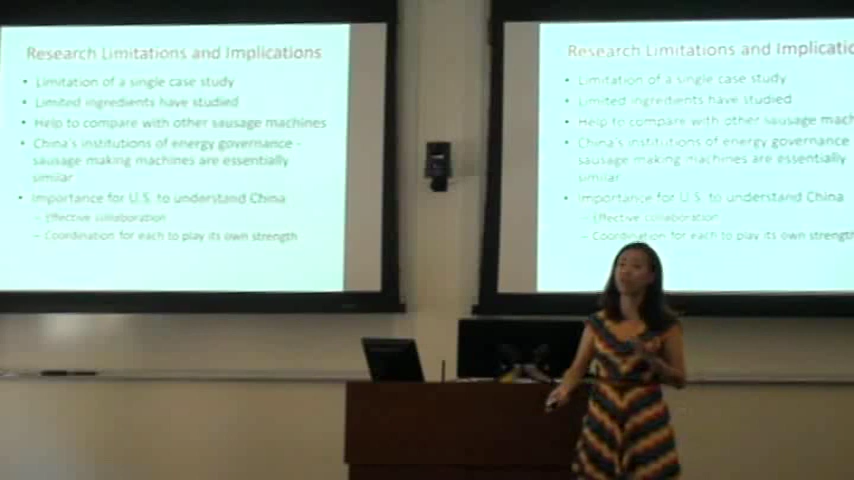 Research Limitations and Implications
• Limitation of a single case study
• Limited ingredients have studied
• Help to compare with other sausage machines
• China's institutions of energy governance -
sausage making machines are essentially
similar
• Importance for U.S. to understand China
– Effective collaboration
– Coordination for each to play its own strength
Research Limitations and Implicatio
• Limitation of a single case study
• Limited ingredients have studied
• Help to compare with other sausage mach
• China's institutions of energy governance
sausage making machines are essentially
similar
• Importance for U.S. to understand China
– Effective collaboration
– Coordination for each to play its own strength